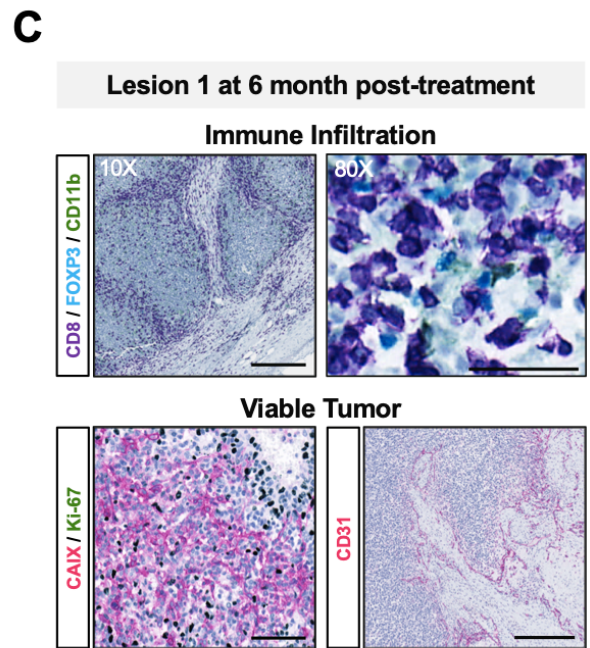 C
Lesion 1 at 6 month post-treatment
Immune Infiltration
CD8 / FOXP3 / CD11b
10X
80X
Viable Tumor
CAIX / Ki-67
CD31